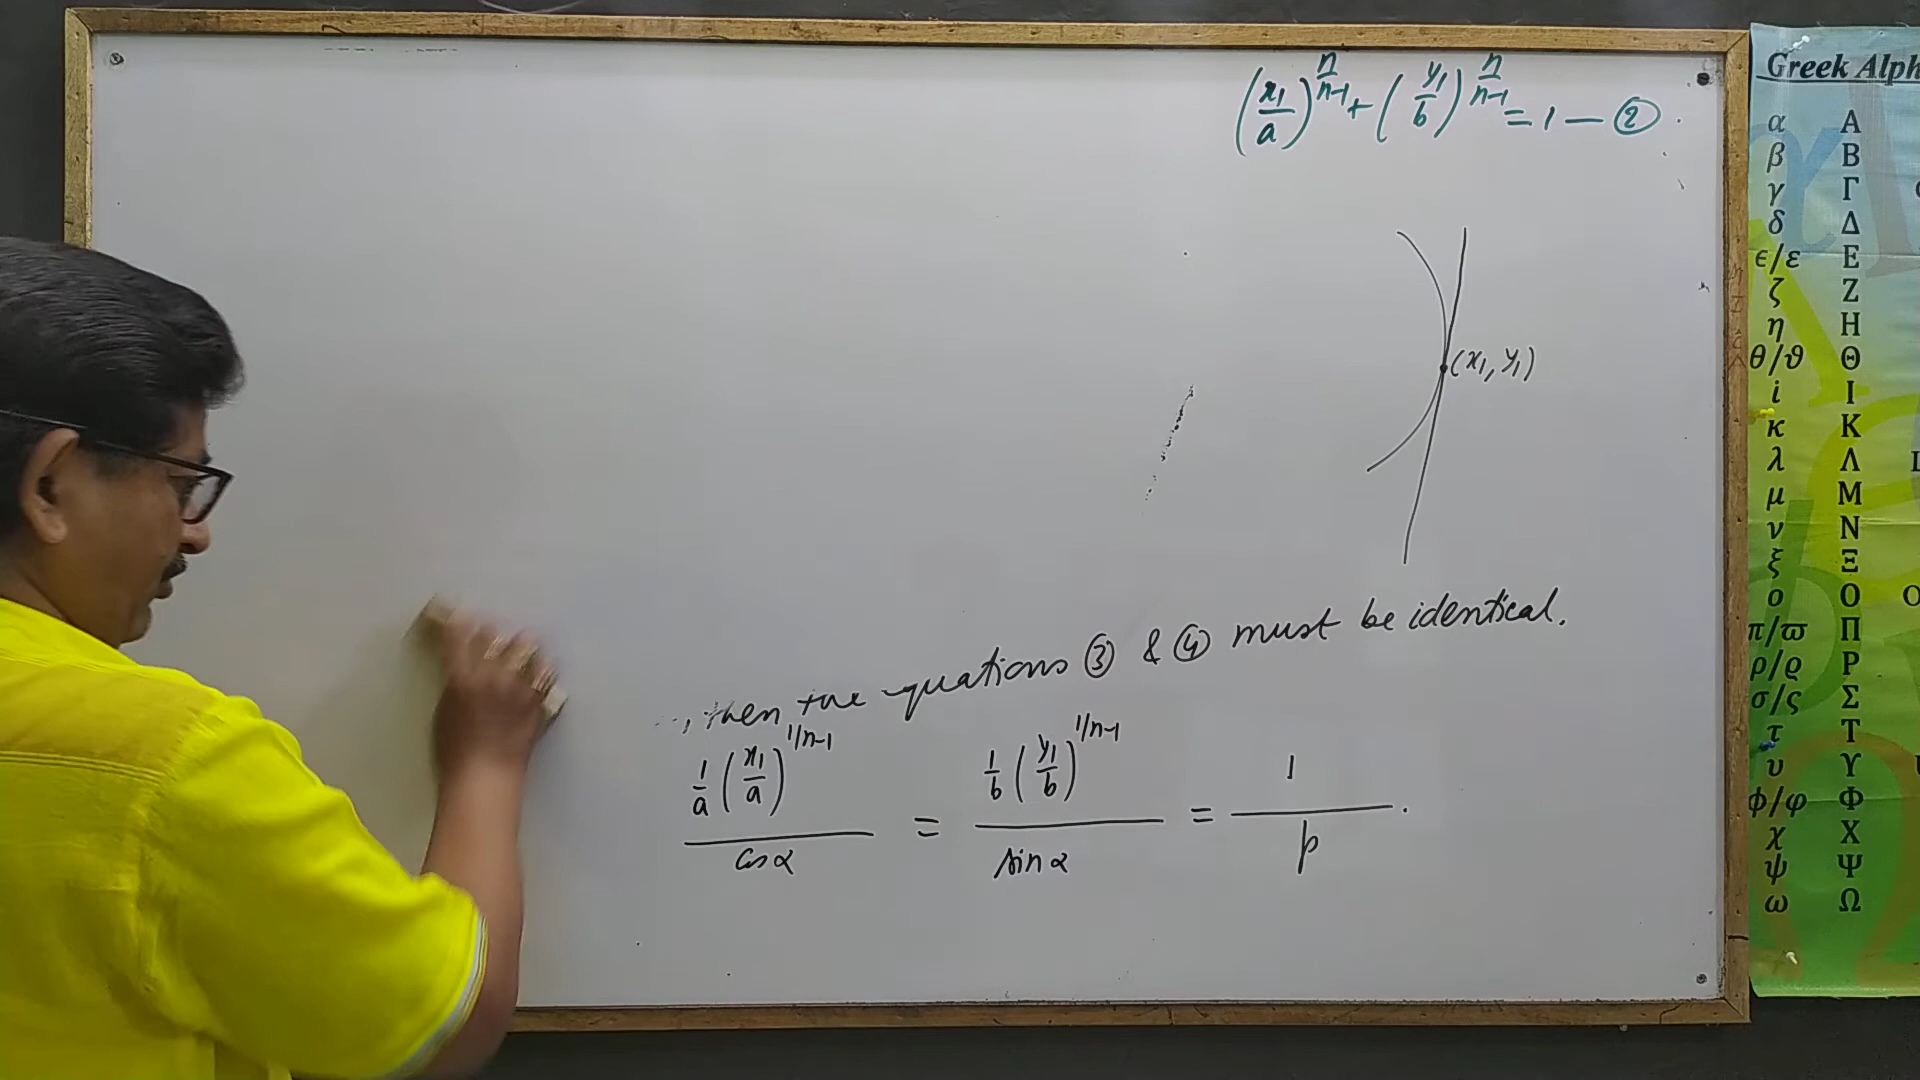 (x₁/a)^(n/n-1) + (y₁/b)^(n/n-1) = 1 — ②
(x₁, y₁)
, then the equations ③ & ④ must be identical.
1/a (x₁/a)^(1/n-1) / cos α = 1/b (y₁/b)^(1/n-1) / sin α = 1 / p .
Greek Alph
α Α
β Β
γ Γ
δ Δ
ϵ/ε Ε
ζ Ζ
η Η
θ/ϑ Θ
i Ι
κ Κ
λ Λ
μ Μ
ν Ν
ξ Ξ
ο Ο
π/ϖ Π
ρ/ϱ Ρ
σ/ς Σ
τ Τ
υ Υ
ϕ/φ Φ
χ Χ
ψ Ψ
ω Ω